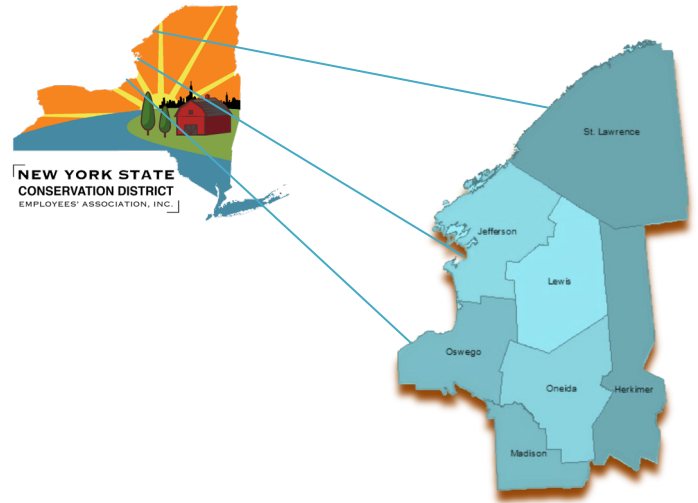 NEW YORK STATE
CONSERVATION DISTRICT
EMPLOYEES' ASSOCIATION, INC.
St. Lawrence
Jefferson
Lewis
Oswego
Oneida
Herkimer
Madison